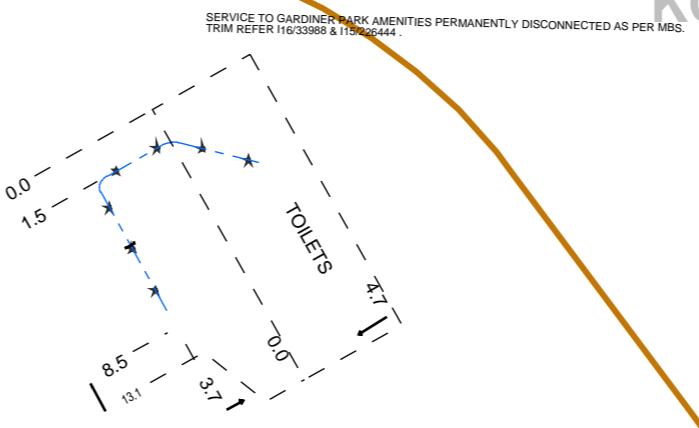 SERVICE TO GARDINER PARK AMENITIES PERMANENTLY DISCONNECTED AS PER MBS.
TRIM REFER I16/33988 & I15/226444 .
0.0
1.5
TOILETS
4.7
0.0
8.5
13.1
3.7